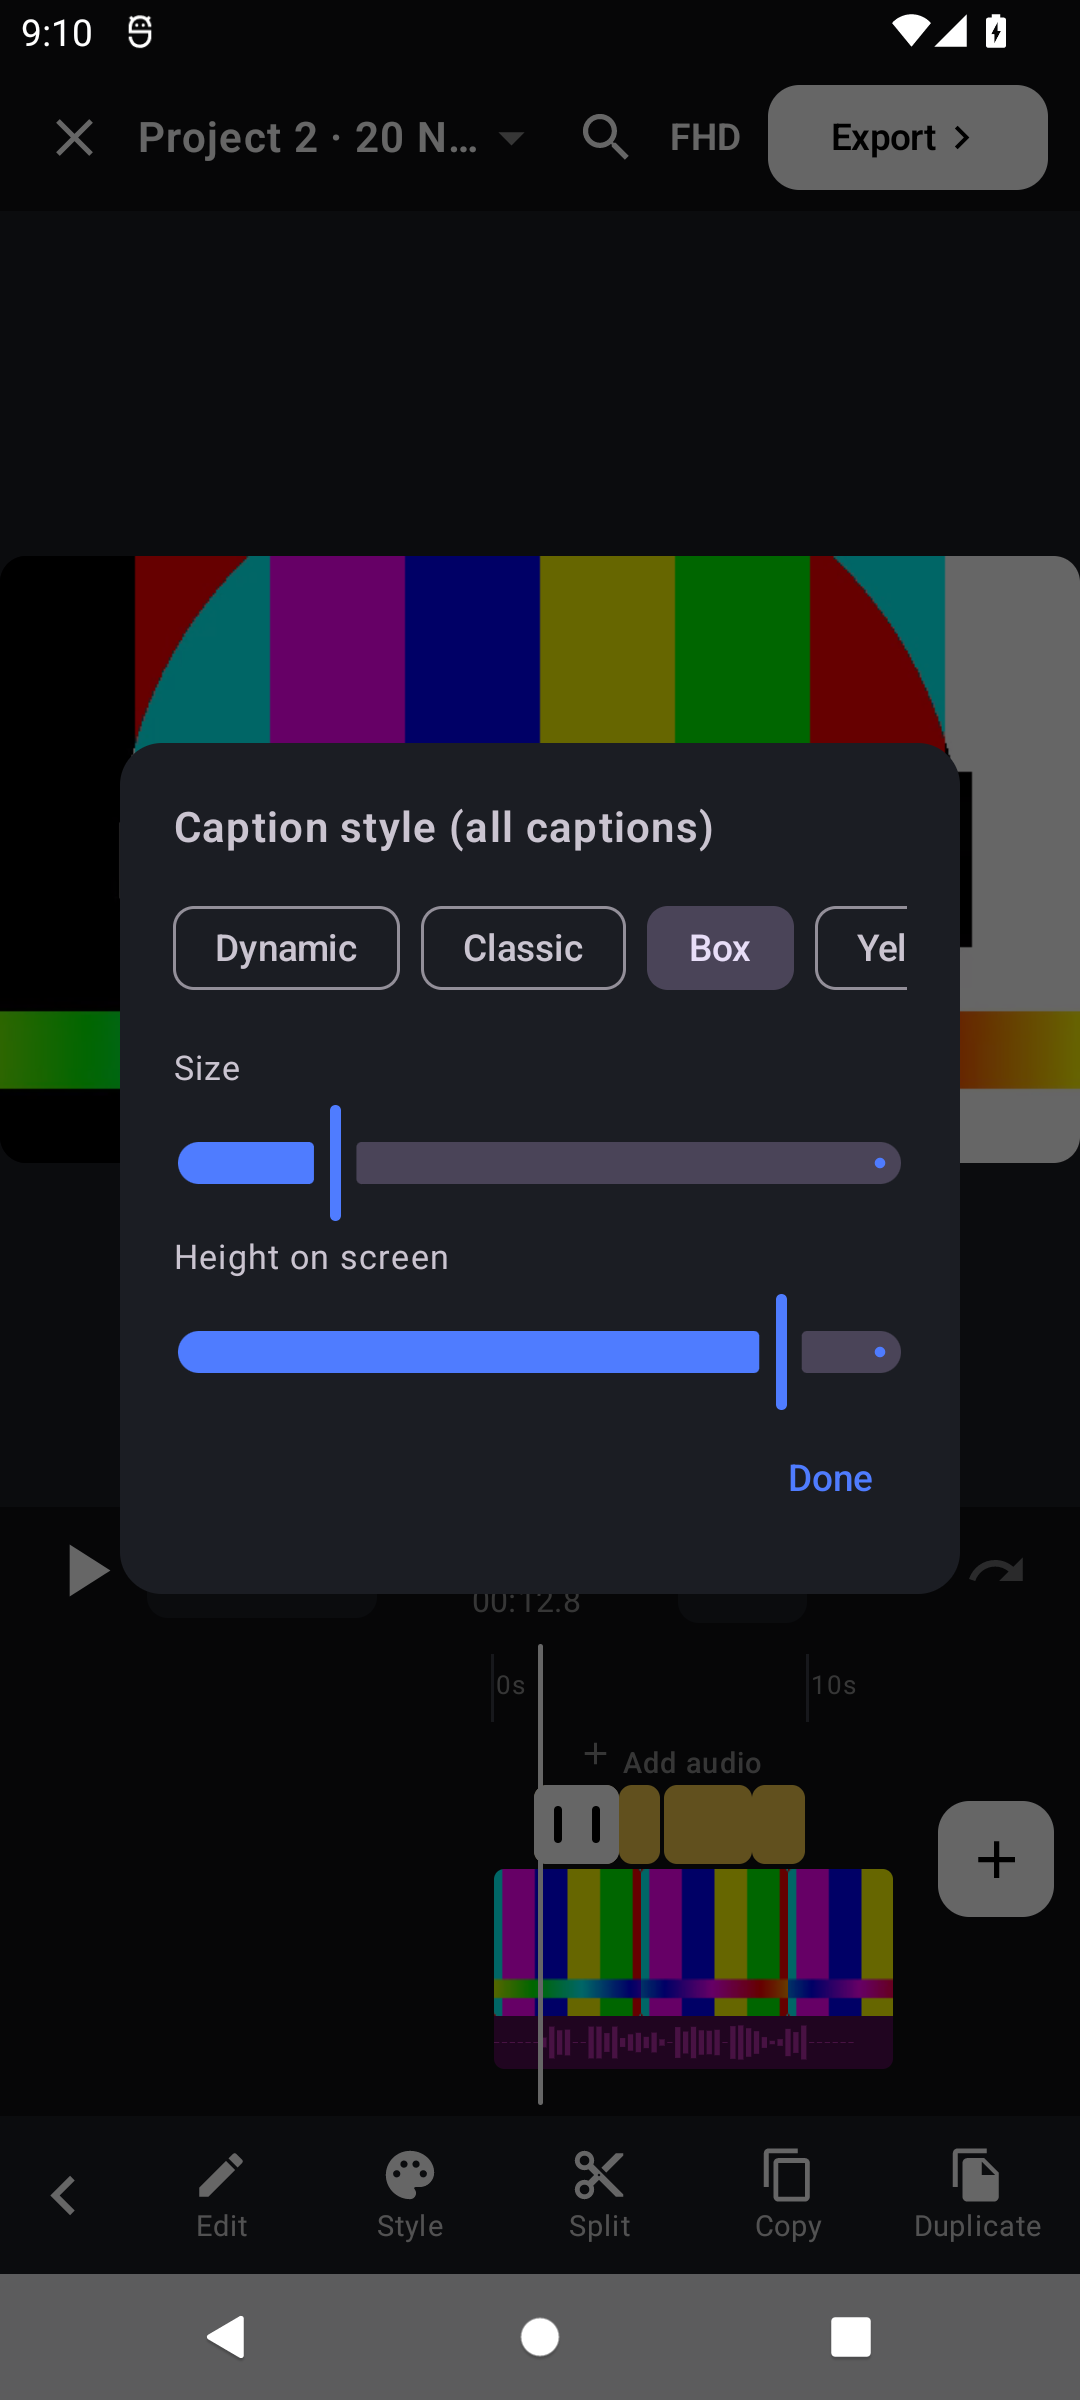 9:10
Project 2 · 20 N...
FHD
Export
Caption style (all captions)
Dynamic
Classic
Box
Yel
Size
Height on screen
Done
00:12.8
0s
10s
Add audio
Edit
Style
Split
Copy
Duplicate